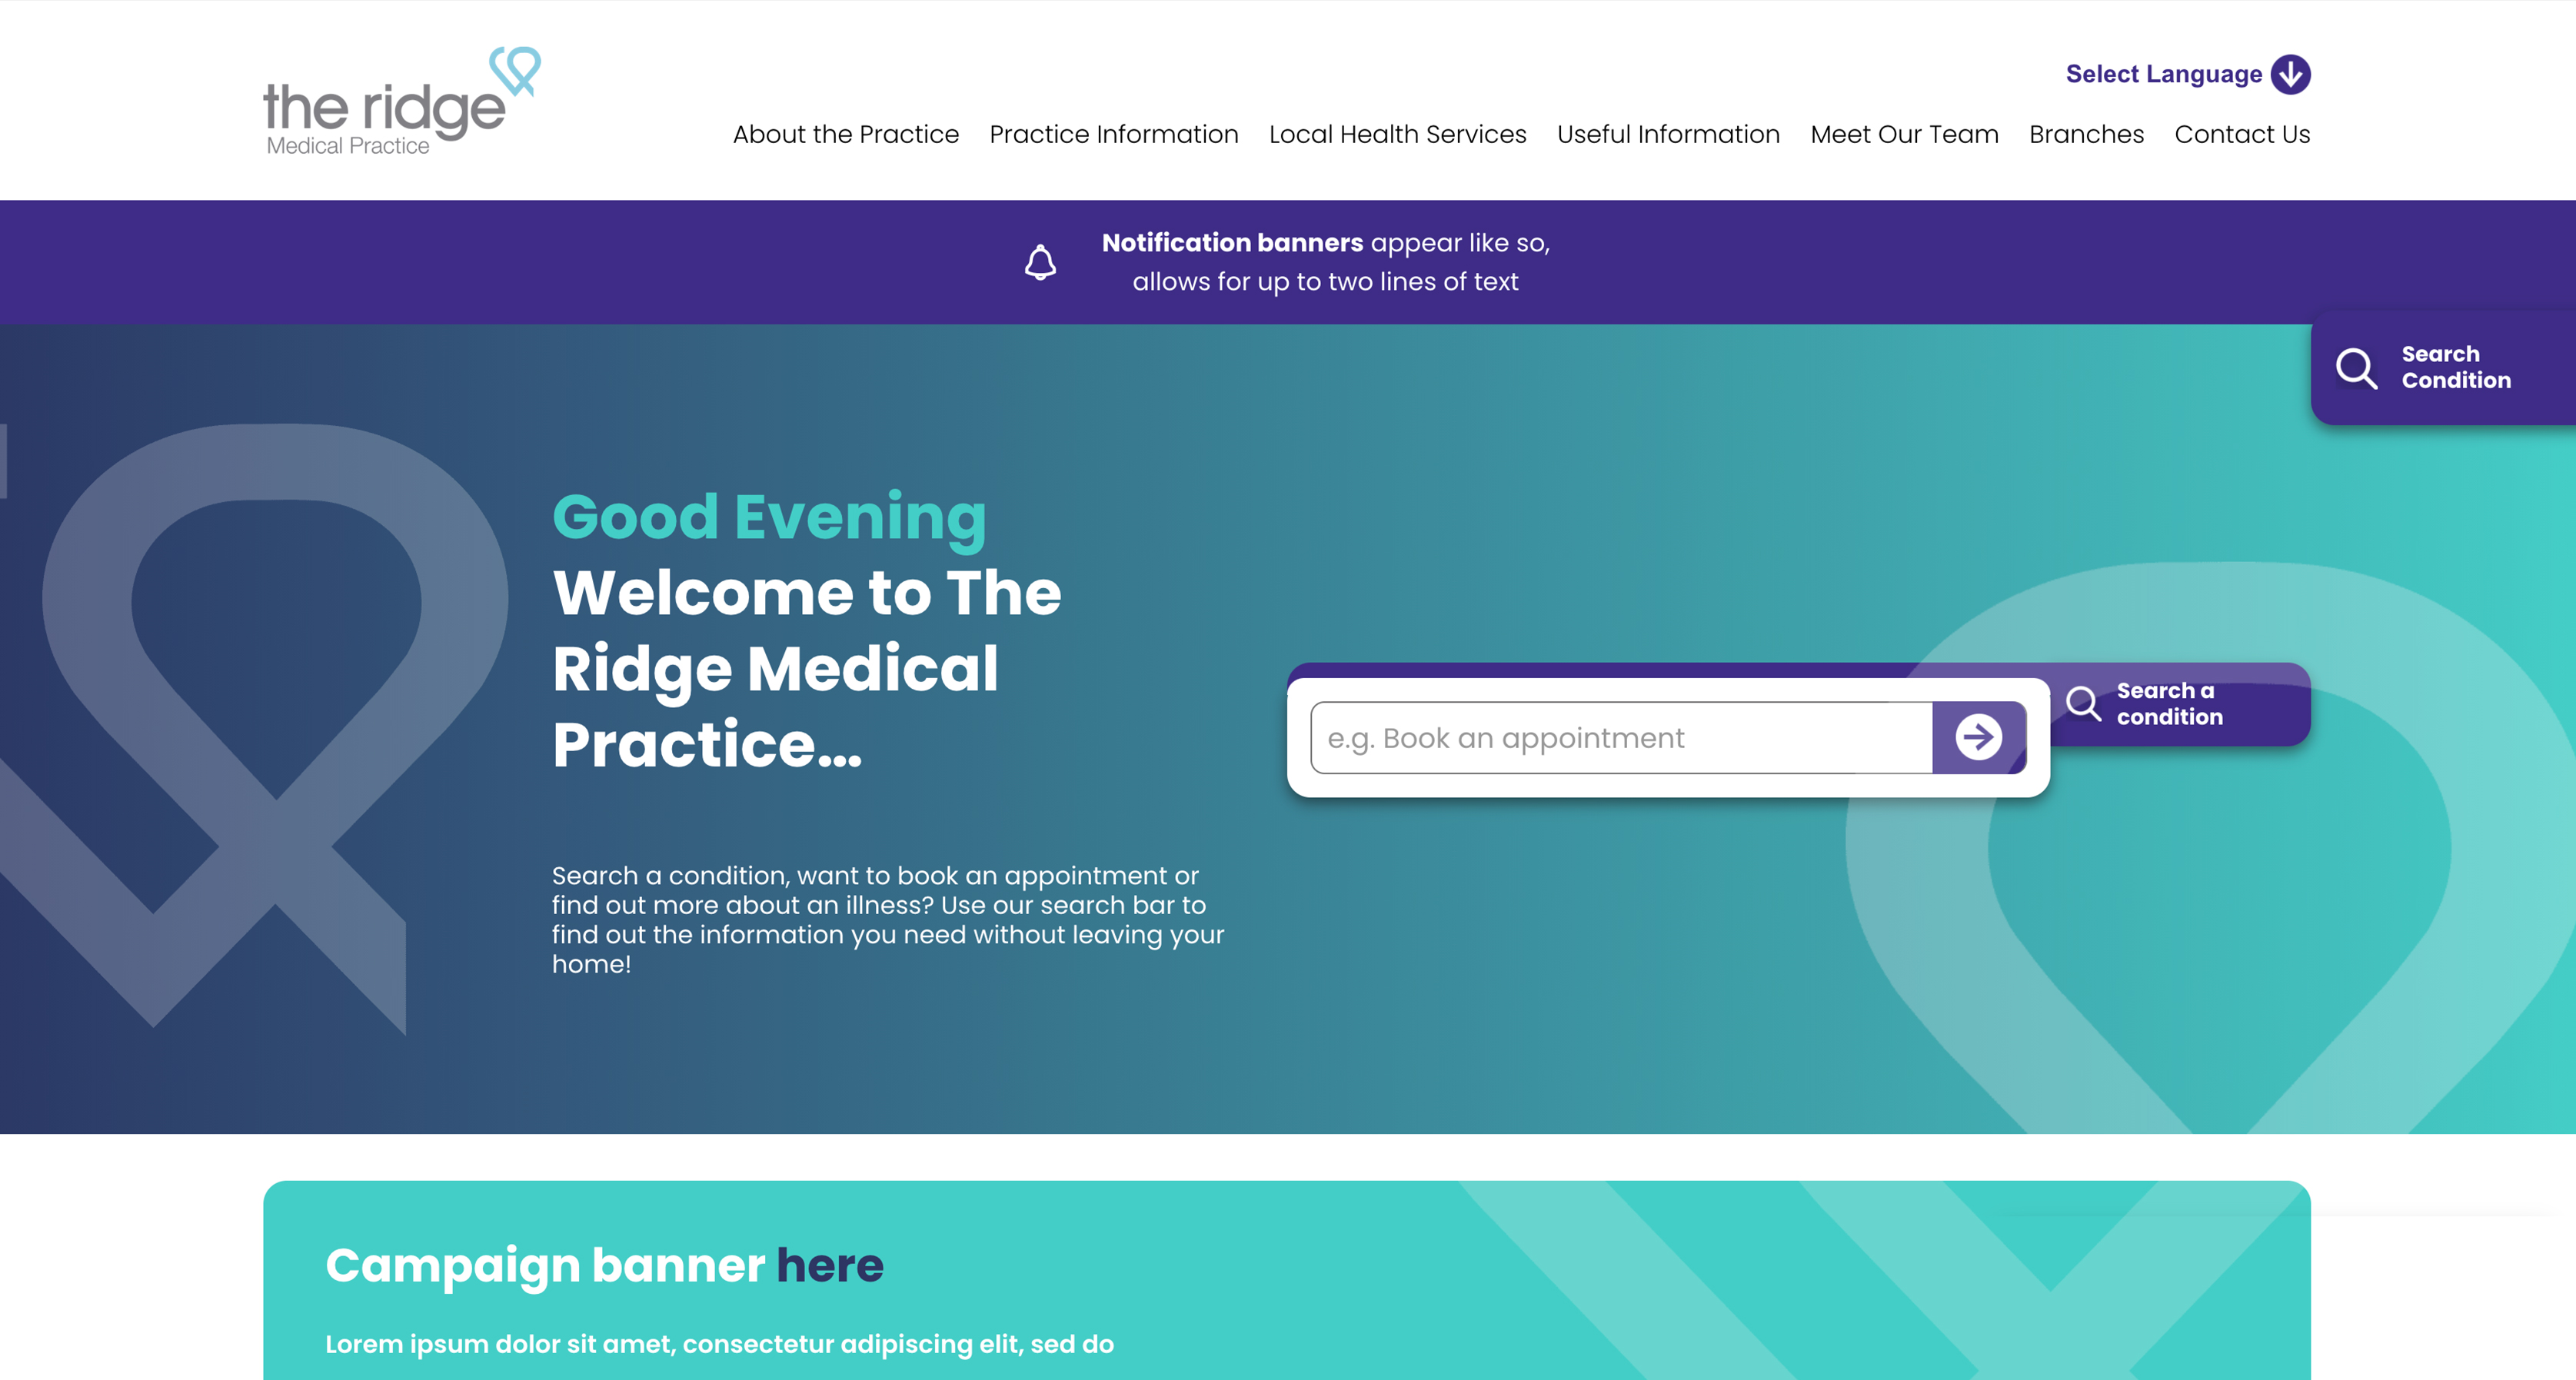 the ridge
Medical Practice
Select Language
About the Practice Practice Information Local Health Services Useful Information Meet Our Team Branches Contact Us
Notification banners appear like so,
allows for up to two lines of text
Search
Condition
Good Evening
Welcome to The
Ridge Medical
Practice...
Search a condition, want to book an appointment or
find out more about an illness? Use our search bar to
find out the information you need without leaving your
home!
e.g. Book an appointment
Search a
condition
Campaign banner here
Lorem ipsum dolor sit amet, consectetur adipiscing elit, sed do